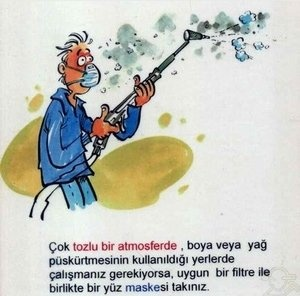 Çok tozlu bir atmosferde , boya veya yağ
püskürtmesinin kullanıldığı yerlerde
çalışmanız gerekiyorsa, uygun bir filtre ile
birlikte bir yüz maskesi takınız.